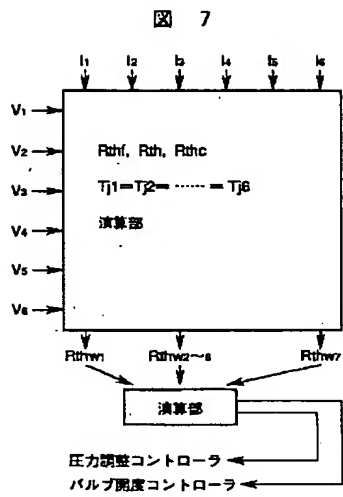 図 7
I1 I2 I3 I4 I5 I6
V1
V2
Rthf, Rth, Rthc
V3
Tj1=Tj2= ‥‥‥ = Tj6
V4
演算部
V5
V6
Rthw1 Rthw2～6 Rthw7
演算部
圧力調整コントローラ
バルブ開度コントローラ